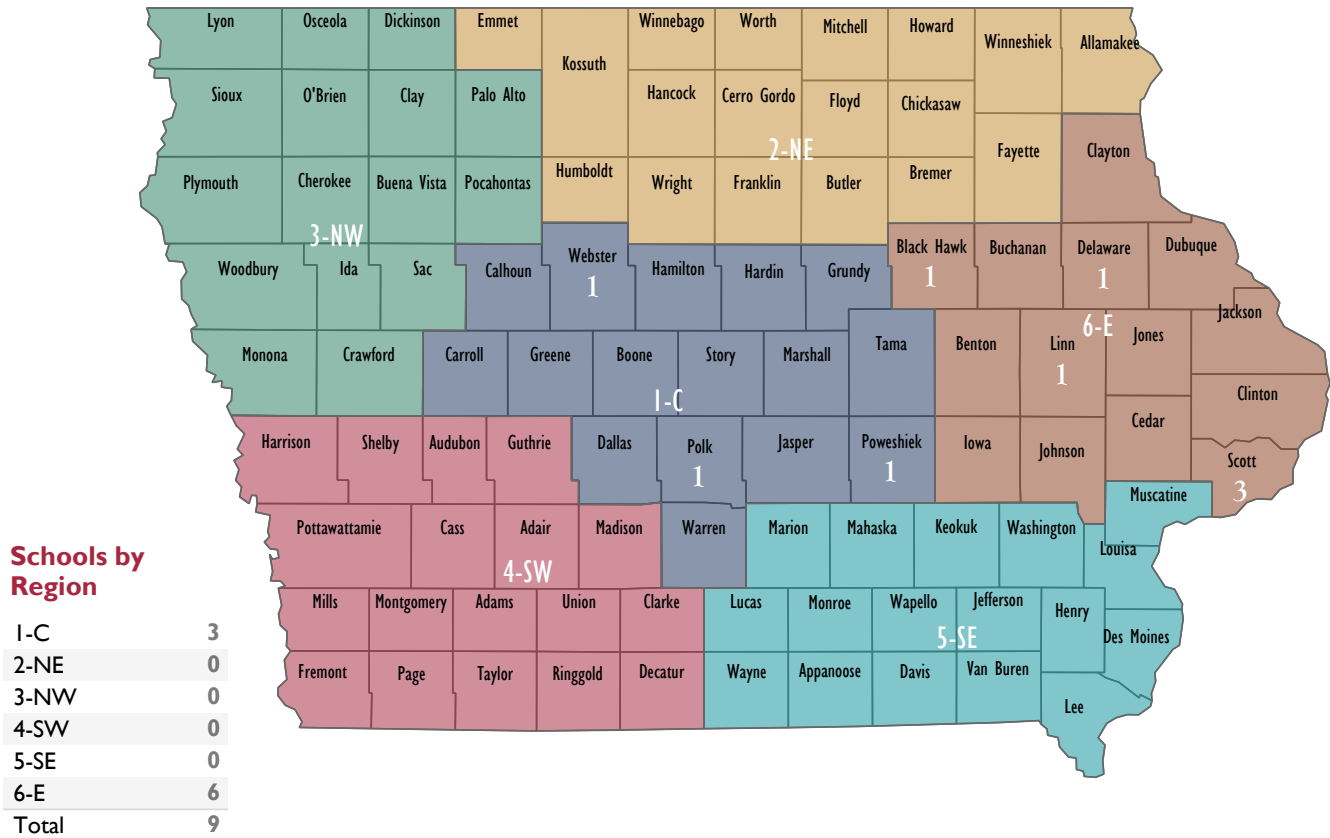 Lyon Osceola Dickinson Emmet Winnebago Worth Mitchell Howard
Kossuth Winneshiek Allamakee
Sioux O'Brien Clay Palo Alto Hancock Cerro Gordo Floyd Chickasaw
2-NE Fayette Clayton
Plymouth Cherokee Buena Vista Pocahontas Humboldt Wright Franklin Butler Bremer
3-NW
Woodbury Ida Sac Calhoun Webster Hamilton Hardin Grundy Black Hawk Buchanan Delaware Dubuque
1 1 1
6-E Jackson
Monona Crawford Carroll Greene Boone Story Marshall Tama Benton Linn Jones
1
1-C Clinton
Harrison Shelby Audubon Guthrie Dallas Polk Jasper Poweshiek Iowa Johnson Cedar Scott
1 1 3
Muscatine
Pottawattamie Cass Adair Madison Warren Marion Mahaska Keokuk Washington Louisa
4-SW
Mills Montgomery Adams Union Clarke Lucas Monroe Wapello Jefferson Henry
5-SE Des Moines
Fremont Page Taylor Ringgold Decatur Wayne Appanoose Davis Van Buren Lee
Schools by
Region
1-C 3
2-NE 0
3-NW 0
4-SW 0
5-SE 0
6-E 6
Total 9